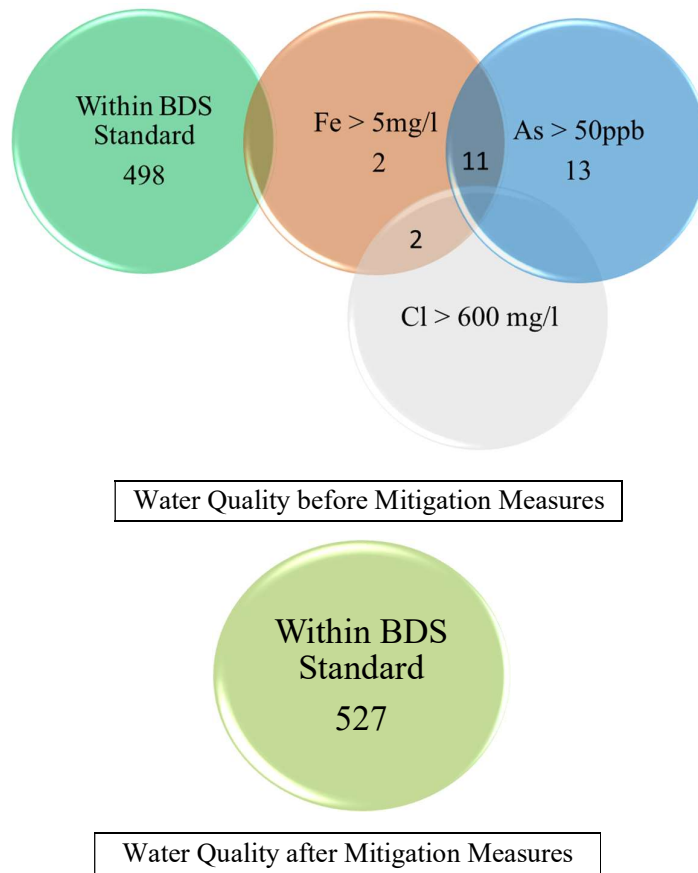 Within BDS
Standard
498
Fe > 5mg/l
2
11
As > 50ppb
13
2
Cl > 600 mg/l
Water Quality before Mitigation Measures
Within BDS
Standard
527
Water Quality after Mitigation Measures